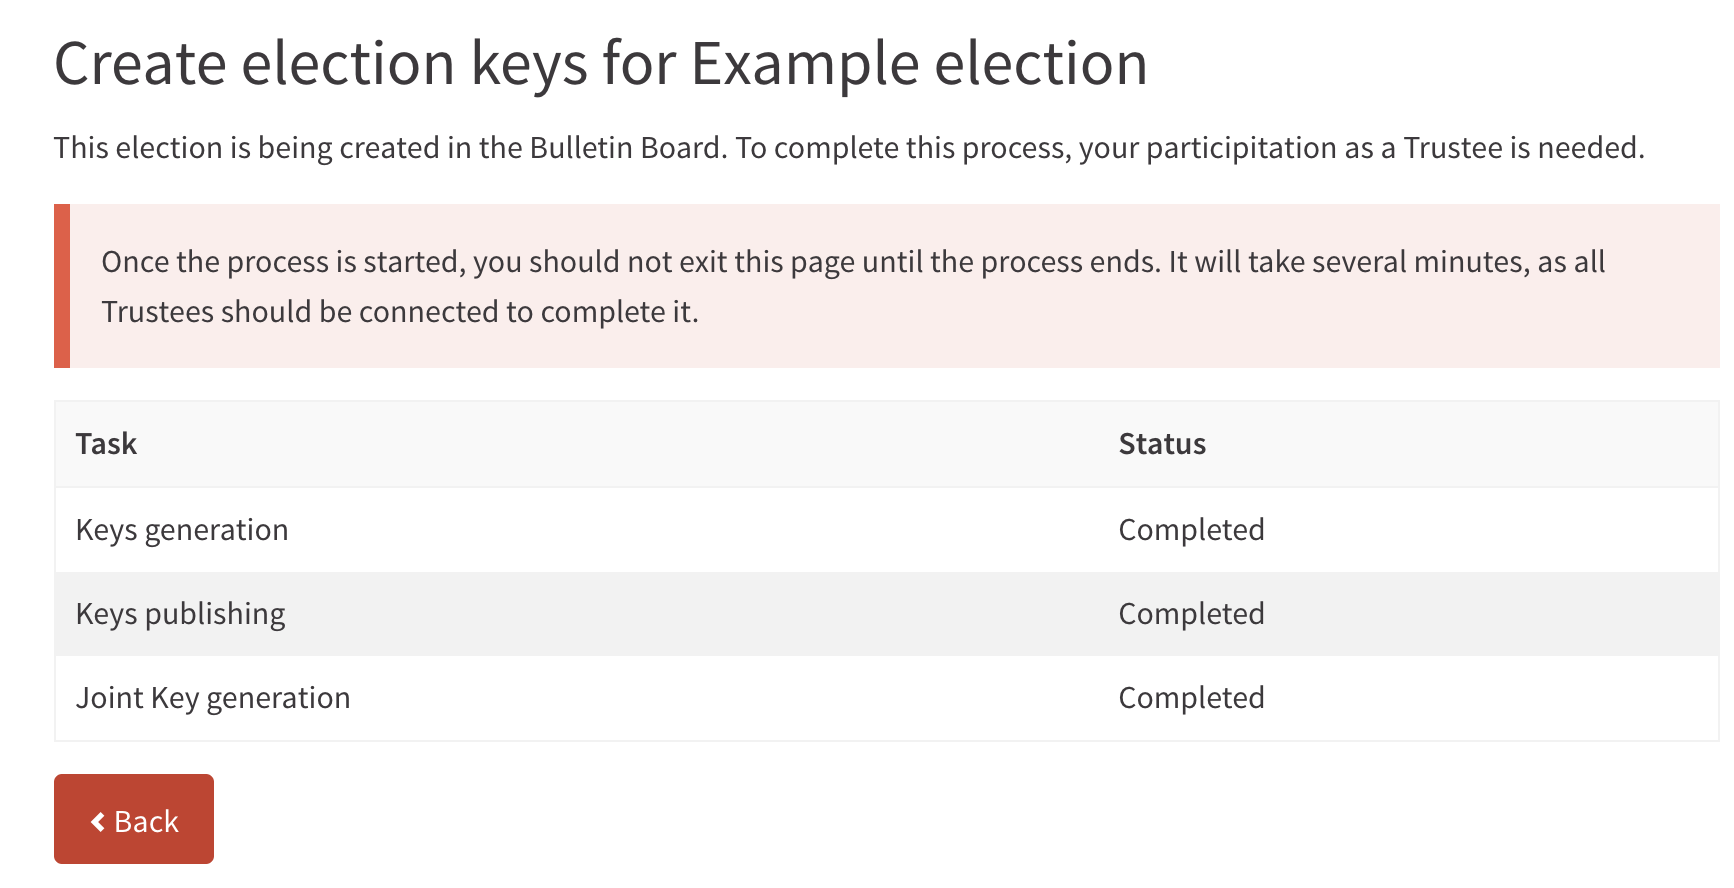 Create election keys for Example election
This election is being created in the Bulletin Board. To complete this process, your participitation as a Trustee is needed.
Once the process is started, you should not exit this page until the process ends. It will take several minutes, as all
Trustees should be connected to complete it.
Task Status
Keys generation Completed
Keys publishing Completed
Joint Key generation Completed
Back